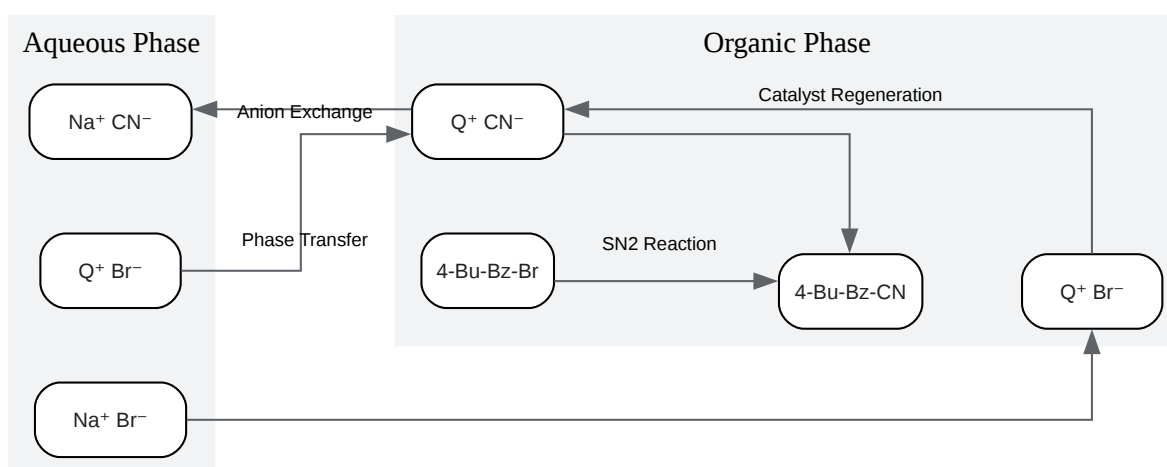 Aqueous Phase
Organic Phase
Catalyst Regeneration
Na⁺ CN⁻
Anion Exchange
Q⁺ CN⁻
Q⁺ Br⁻
Phase Transfer
4-Bu-Bz-Br
SN2 Reaction
4-Bu-Bz-CN
Q⁺ Br⁻
Na⁺ Br⁻